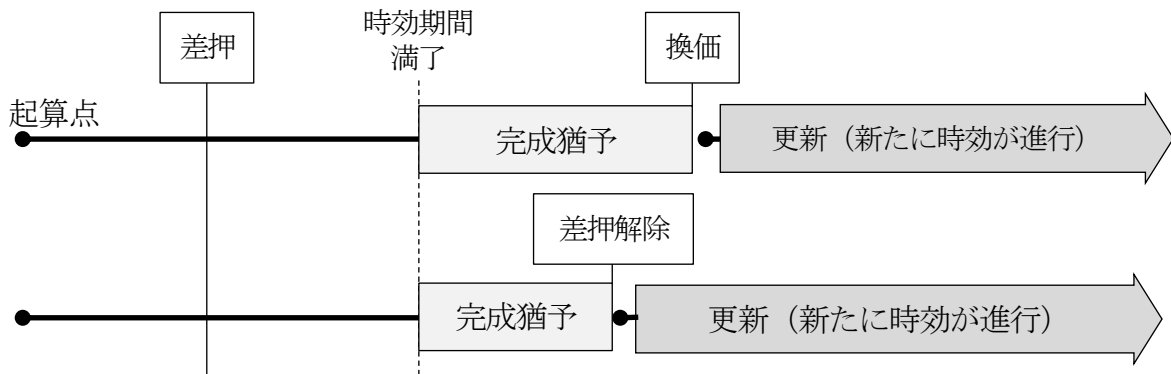 差押
時効期間
満了
換価
起算点
完成猶予
更新（新たに時効が進行）
差押解除
完成猶予
更新（新たに時効が進行）